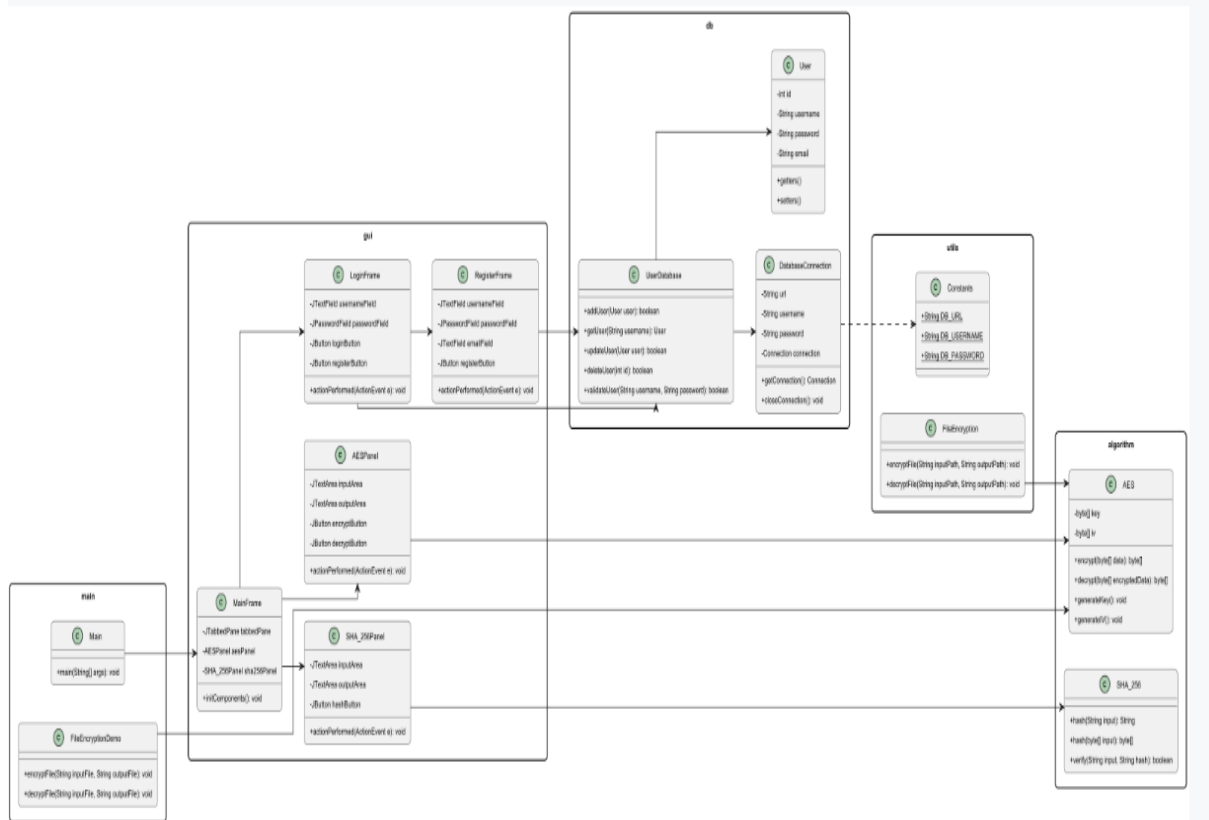 db
C User
-int id
-String username
-String password
-String email
+getters()
+setters()
gui
C LoginFrame
-JTextField usernameField
-JPasswordField passwordField
-JButton loginButton
-JButton registerButton
+actionPerformed(ActionEvent e): void
C RegisterFrame
-JTextField usernameField
-JPasswordField passwordField
-JTextField emailField
-JButton registerButton
+actionPerformed(ActionEvent e): void
C UserDatabase
+addUser(User user): boolean
+getUser(String username): User
+updateUser(User user): boolean
+deleteUser(int id): boolean
+validateUser(String username, String password): boolean
C DatabaseConnection
-String url
-String username
-String password
-Connection connection
+getConnection(): Connection
+closeConnection(): void
utils
C Constants
+String DB_URL
+String DB_USERNAME
+String DB_PASSWORD
C FileEncryption
+encryptFile(String inputPath, String outputPath): void
+decryptFile(String inputPath, String outputPath): void
algorithm
C AES
-byte[] key
-byte[] iv
+encrypt(byte[] data): byte[]
+decrypt(byte[] encryptedData): byte[]
+generateKey(): void
+generateIV(): void
C SHA_256
+hash(String input): String
+hash(byte[] input): byte[]
+verify(String input, String hash): boolean
C AESPanel
-JTextArea inputArea
-JTextArea outputArea
-JButton encryptButton
-JButton decryptButton
+actionPerformed(ActionEvent e): void
C SHA_256Panel
-JTextArea inputArea
-JTextArea outputArea
-JButton hashButton
+actionPerformed(ActionEvent e): void
C MainFrame
-JTabbedPane tabbedPane
-AESPanel aesPanel
-SHA_256Panel sha256Panel
+initComponents(): void
main
C Main
+main(String[] args): void
C FileEncryptionDemo
+encryptFile(String inputFile, String outputFile): void
+decryptFile(String inputFile, String outputFile): void